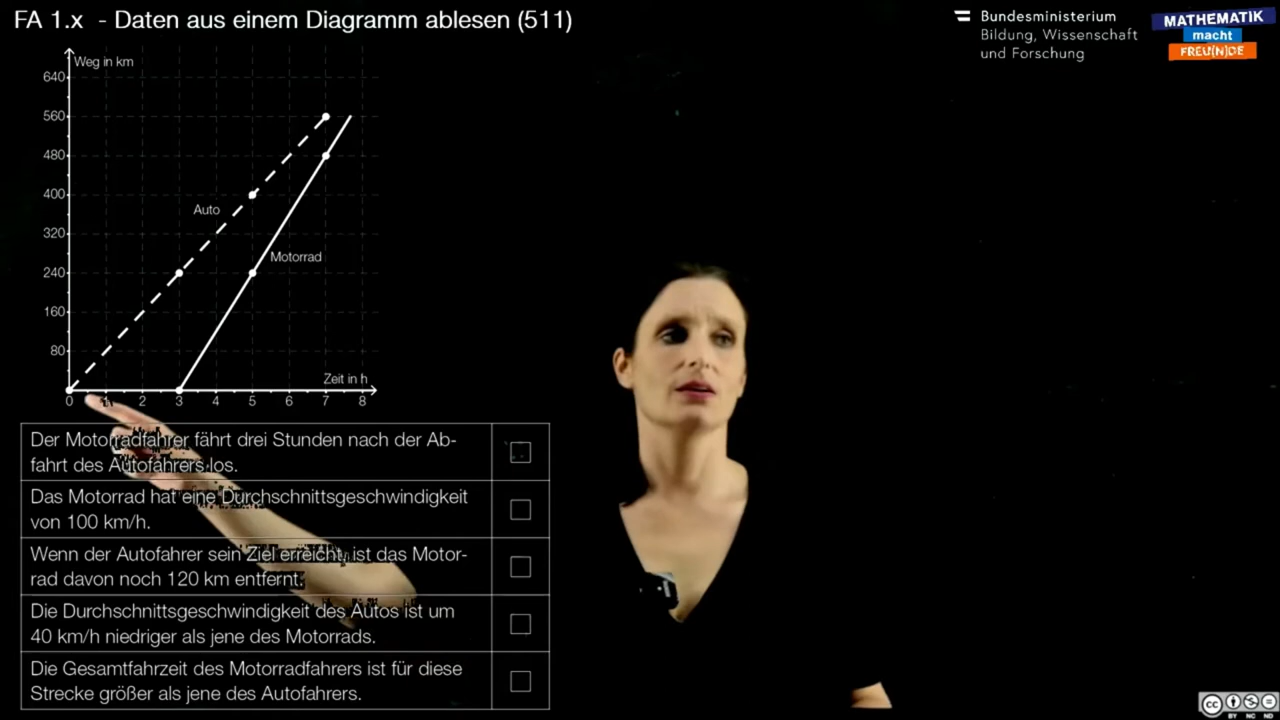 FA 1.x - Daten aus einem Diagramm ablesen (511)
Bundesministerium
Bildung, Wissenschaft
und Forschung
MATHEMATIK
macht
FREU(N)DE
Weg in km
640
560
480
400
320
240
160
80
Auto
Motorrad
Zeit in h
0 1 2 3 4 5 6 7 8
Der Motorradfahrer fährt drei Stunden nach der Ab-
fahrt des Autofahrers los.
Das Motorrad hat eine Durchschnittsgeschwindigkeit
von 100 km/h.
Wenn der Autofahrer sein Ziel erreicht, ist das Motor-
rad davon noch 120 km entfernt.
Die Durchschnittsgeschwindigkeit des Autos ist um
40 km/h niedriger als jene des Motorrads.
Die Gesamtfahrzeit des Motorradfahrers ist für diese
Strecke größer als jene des Autofahrers.
cc
BY NC ND